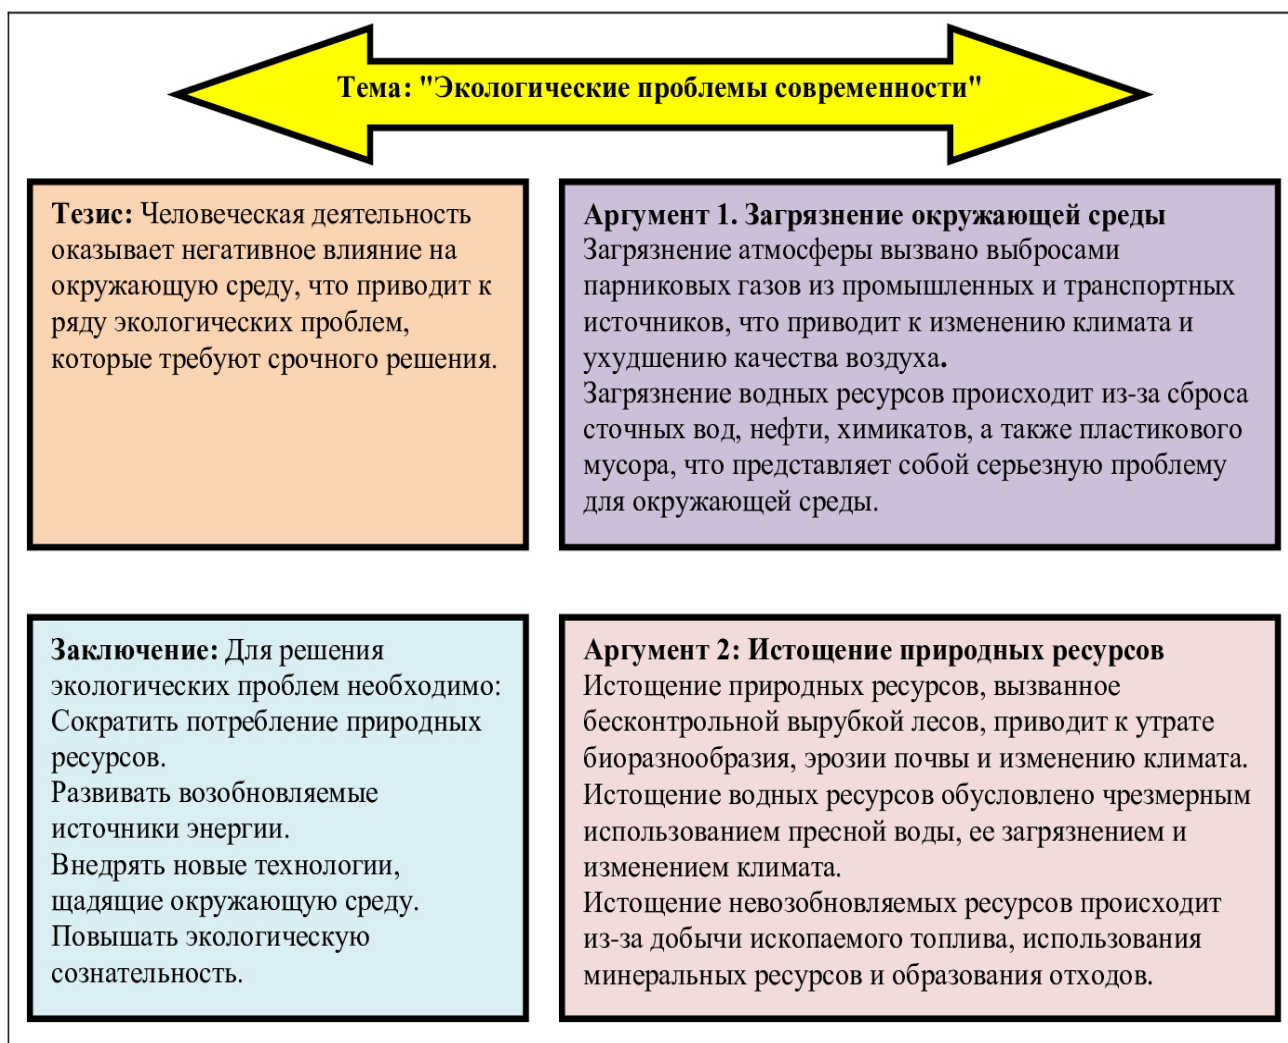 Тема: "Экологические проблемы современности"
Тезис: Человеческая деятельность
оказывает негативное влияние на
окружающую среду, что приводит к
ряду экологических проблем,
которые требуют срочного решения.
Аргумент 1. Загрязнение окружающей среды
Загрязнение атмосферы вызвано выбросами
парниковых газов из промышленных и транспортных
источников, что приводит к изменению климата и
ухудшению качества воздуха.
Загрязнение водных ресурсов происходит из-за сброса
сточных вод, нефти, химикатов, а также пластикового
мусора, что представляет собой серьезную проблему
для окружающей среды.
Заключение: Для решения
экологических проблем необходимо:
Сократить потребление природных
ресурсов.
Развивать возобновляемые
источники энергии.
Внедрять новые технологии,
щадящие окружающую среду.
Повышать экологическую
сознательность.
Аргумент 2: Истощение природных ресурсов
Истощение природных ресурсов, вызванное
бесконтрольной вырубкой лесов, приводит к утрате
биоразнообразия, эрозии почвы и изменению климата.
Истощение водных ресурсов обусловлено чрезмерным
использованием пресной воды, ее загрязнением и
изменением климата.
Истощение невозобновляемых ресурсов происходит
из-за добычи ископаемого топлива, использования
минеральных ресурсов и образования отходов.